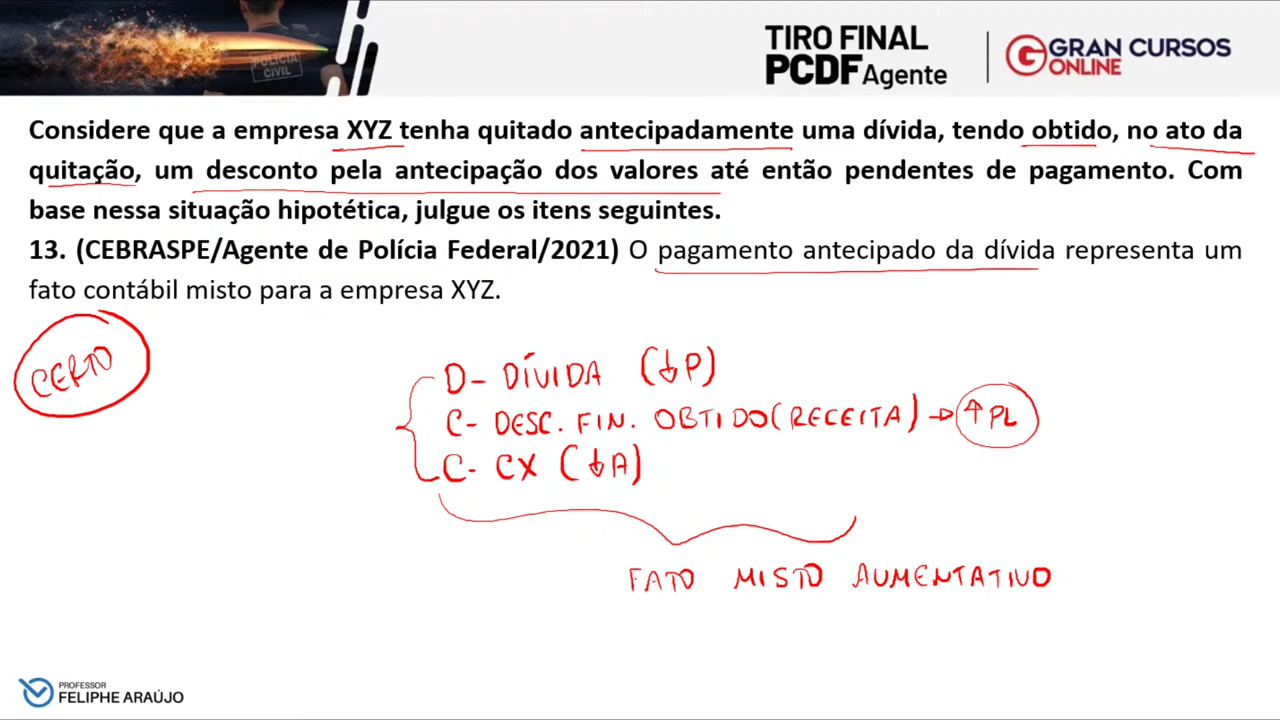 POLÍCIA
CIVIL
TIRO FINAL
PCDF Agente
GRAN CURSOS
ONLINE
Considere que a empresa XYZ tenha quitado antecipadamente uma dívida, tendo obtido, no ato da
quitação, um desconto pela antecipação dos valores até então pendentes de pagamento. Com
base nessa situação hipotética, julgue os itens seguintes.
13. (CEBRASPE/Agente de Polícia Federal/2021) O pagamento antecipado da dívida representa um
fato contábil misto para a empresa XYZ.
CERTO
D- DÍVIDA (↓P)
C- DESC. FIN. OBTIDO (RECEITA) → ↑PL
C- CX (↓A)
FATO MISTO AUMENTATIVO
PROFESSOR
FELIPHE ARAÚJO